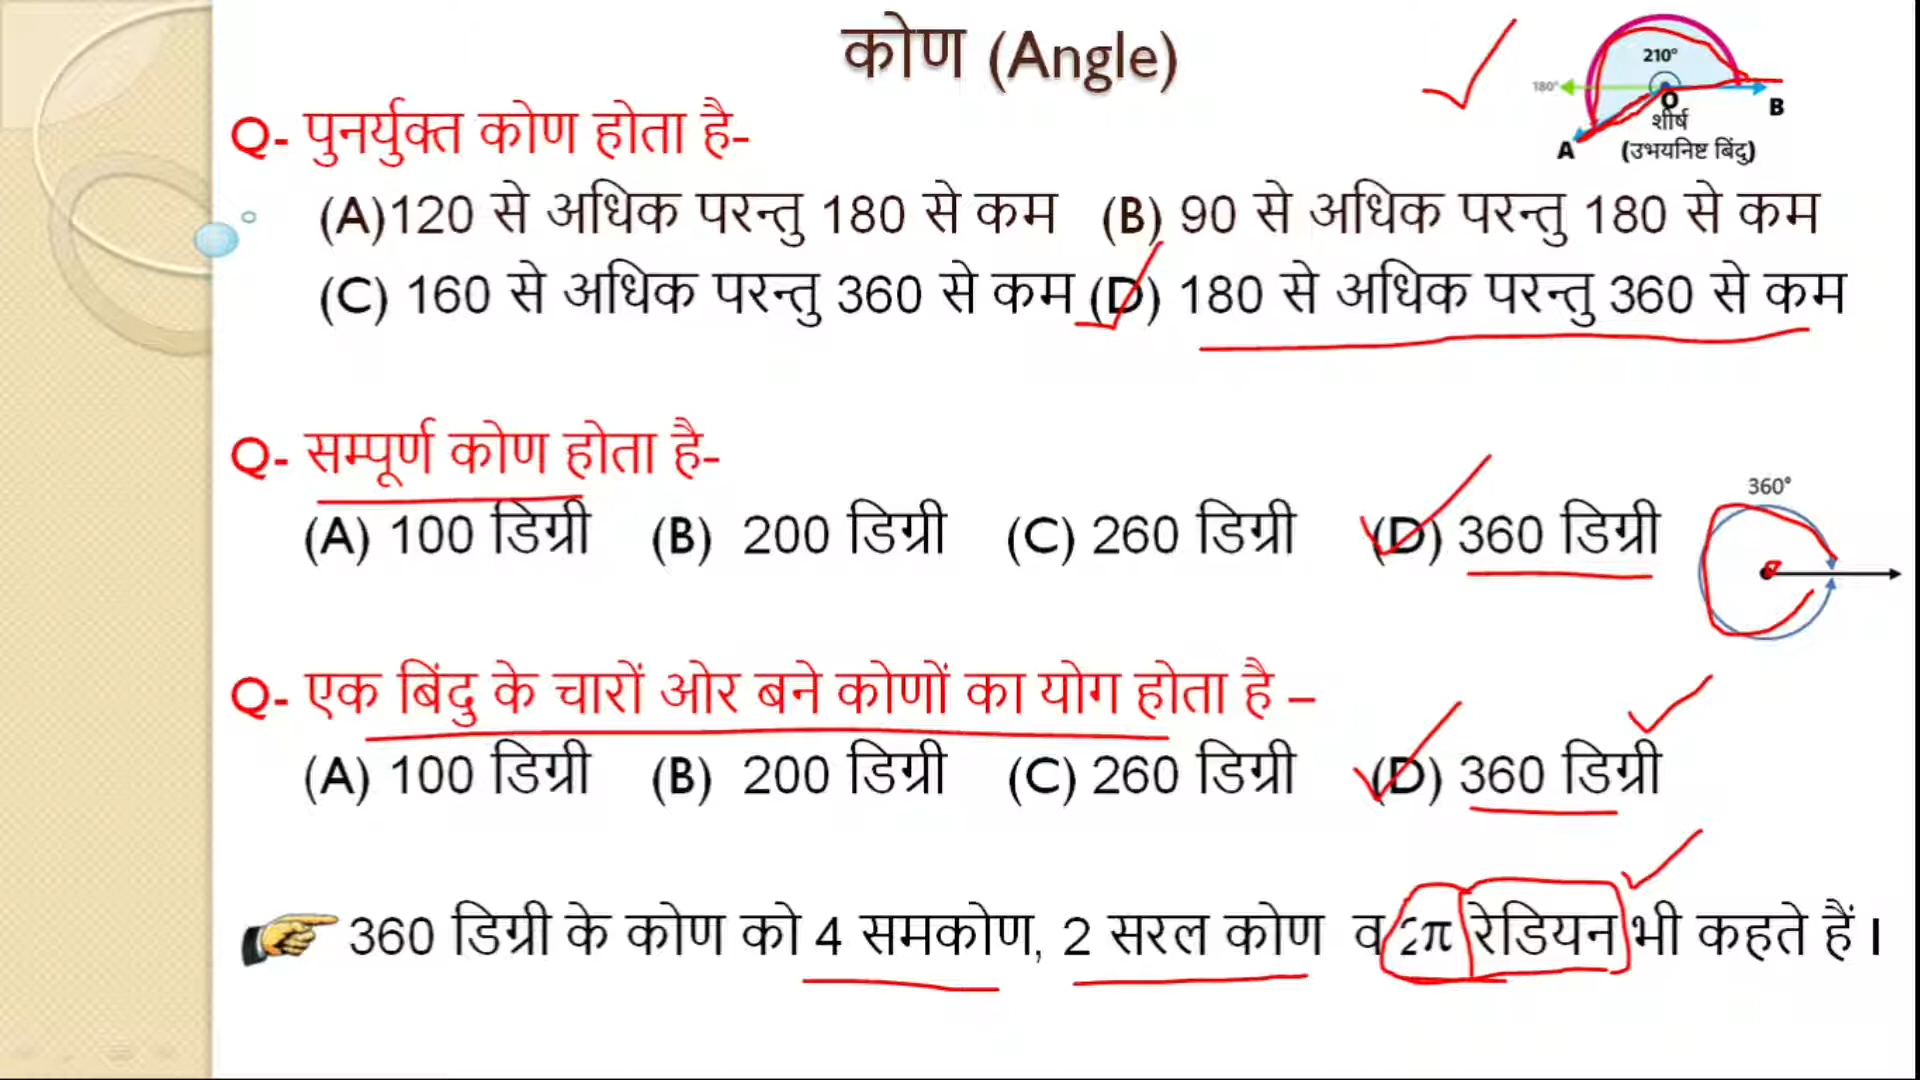 कोण (Angle)
210°
180°
O
B
शीर्ष
A
(उभयनिष्ट बिंदु)
Q- पुनर्युक्त कोण होता है-
(A)120 से अधिक परन्तु 180 से कम (B) 90 से अधिक परन्तु 180 से कम
(C) 160 से अधिक परन्तु 360 से कम (D) 180 से अधिक परन्तु 360 से कम
Q- सम्पूर्ण कोण होता है-
360°
(A) 100 डिग्री (B) 200 डिग्री (C) 260 डिग्री (D) 360 डिग्री
Q- एक बिंदु के चारों ओर बने कोणों का योग होता है –
(A) 100 डिग्री (B) 200 डिग्री (C) 260 डिग्री (D) 360 डिग्री
360 डिग्री के कोण को 4 समकोण, 2 सरल कोण व 2π रेडियन भी कहते हैं।